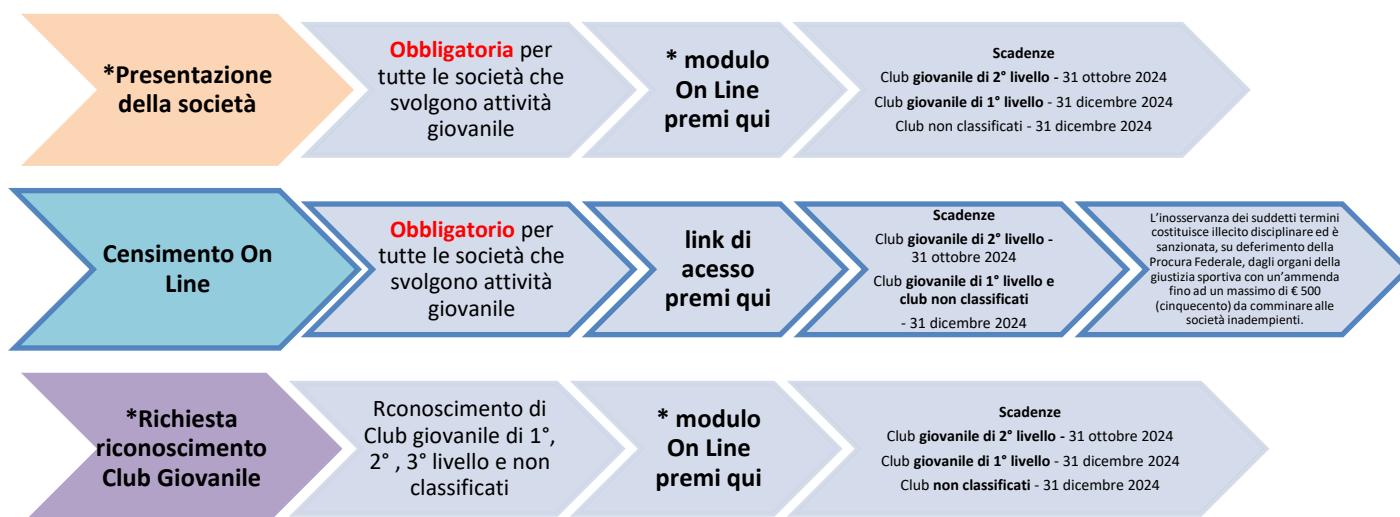 *Presentazione
della società
Obbligatoria per
tutte le società che
svolgono attività
giovanile
* modulo
On Line
premi qui
Scadenze
Club giovanile di 2° livello - 31 ottobre 2024
Club giovanile di 1° livello - 31 dicembre 2024
Club non classificati - 31 dicembre 2024
Censimento On
Line
Obbligatorio per
tutte le società che
svolgono attività
giovanile
link di
acesso
premi qui
Scadenze
Club giovanile di 2° livello -
31 ottobre 2024
Club giovanile di 1° livello e
club non classificati
- 31 dicembre 2024
L'inosservanza dei suddetti termini
costituisce illecito disciplinare ed è
sanzionata, su deferimento della
Procura Federale, dagli organi della
giustizia sportiva con un'ammenda
fino ad un massimo di € 500
(cinquecento) da comminare alle
società inadempienti.
*Richiesta
riconoscimento
Club Giovanile
Rconoscimento di
Club giovanile di 1°,
2° , 3° livello e non
classificati
* modulo
On Line
premi qui
Scadenze
Club giovanile di 2° livello - 31 ottobre 2024
Club giovanile di 1° livello - 31 dicembre 2024
Club non classificati - 31 dicembre 2024